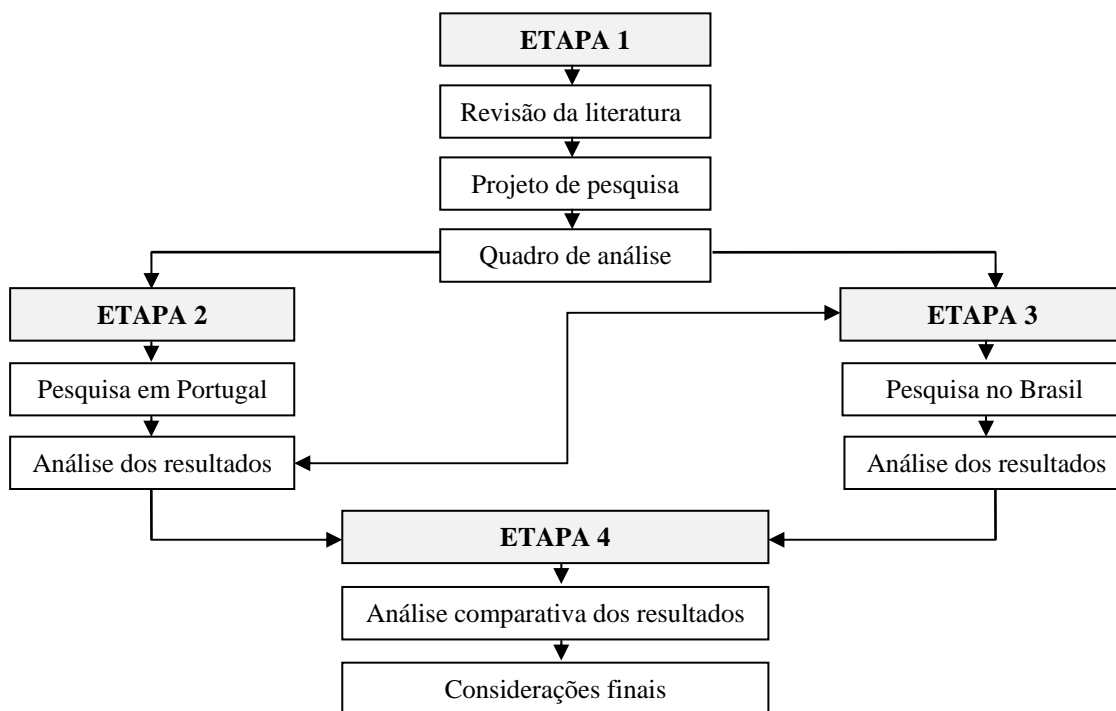 ETAPA 1
Revisão da literatura
Projeto de pesquisa
Quadro de análise
ETAPA 2
Pesquisa em Portugal
Análise dos resultados
ETAPA 3
Pesquisa no Brasil
Análise dos resultados
ETAPA 4
Análise comparativa dos resultados
Considerações finais